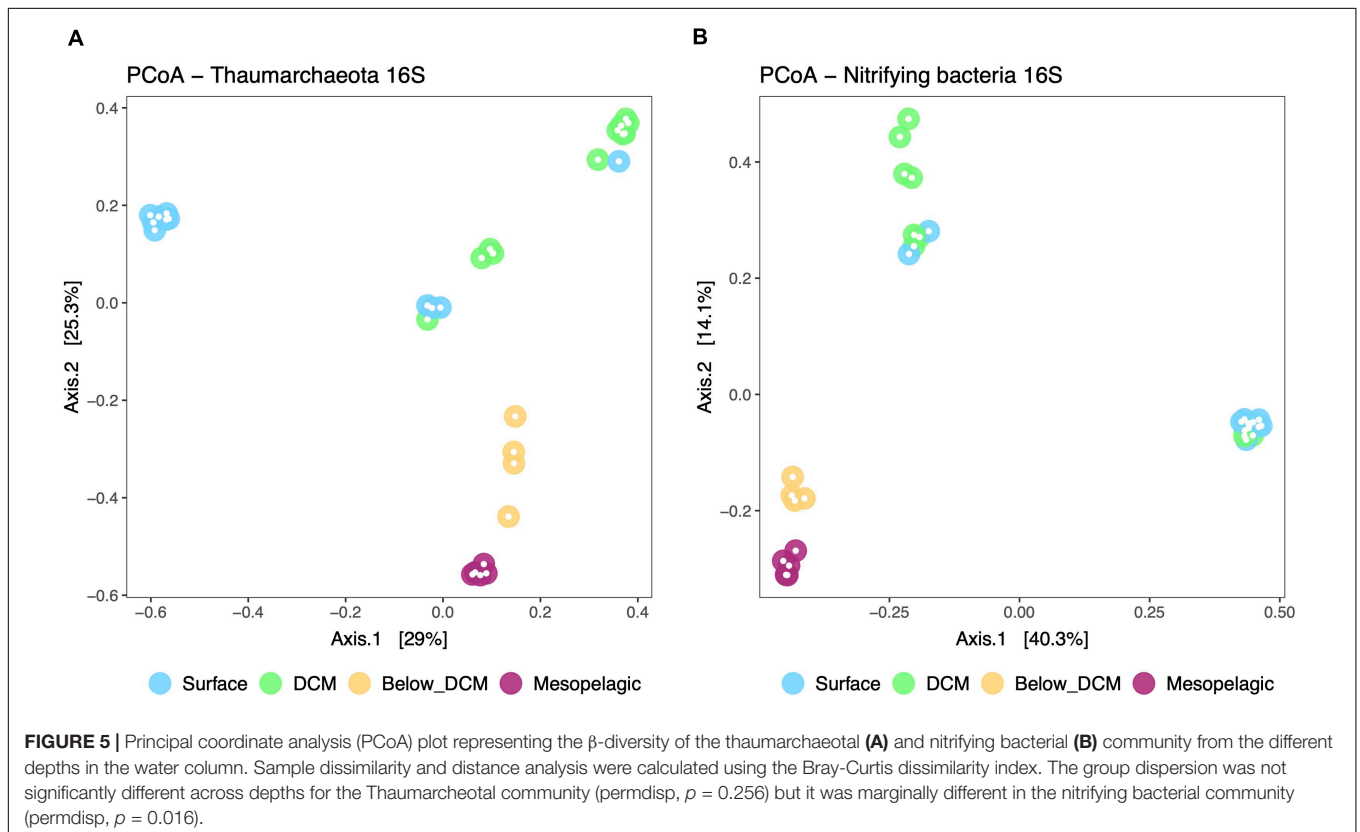 A
PCoA – Thaumarchaeota 16S
0.4
0.2
0.0
−0.2
−0.4
−0.6
Axis.2 [25.3%]
−0.6 −0.4 −0.2 0.0 0.2 0.4
Axis.1 [29%]
Surface DCM Below_DCM Mesopelagic
B
PCoA – Nitrifying bacteria 16S
0.4
0.2
0.0
−0.2
Axis.2 [14.1%]
−0.25 0.00 0.25 0.50
Axis.1 [40.3%]
Surface DCM Below_DCM Mesopelagic
FIGURE 5 | Principal coordinate analysis (PCoA) plot representing the β-diversity of the thaumarchaeotal (A) and nitrifying bacterial (B) community from the different
depths in the water column. Sample dissimilarity and distance analysis were calculated using the Bray-Curtis dissimilarity index. The group dispersion was not
significantly different across depths for the Thaumarcheotal community (permdisp, p = 0.256) but it was marginally different in the nitrifying bacterial community
(permdisp, p = 0.016).